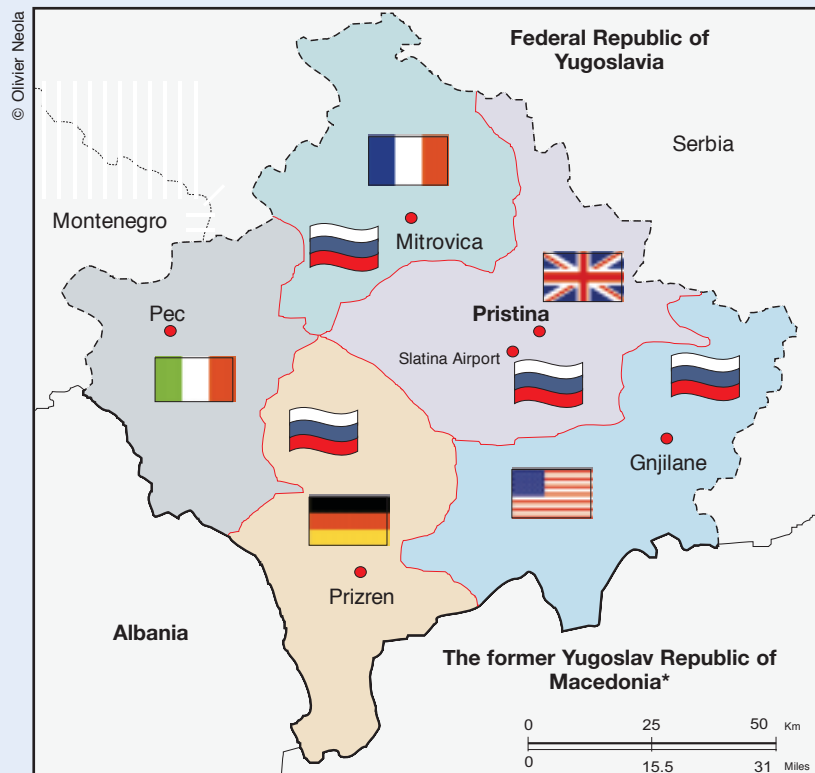 © Olivier Neola
Federal Republic of
Yugoslavia
Serbia
Montenegro
Mitrovica
Pec
Pristina
Slatina Airport
Gnjilane
Prizren
Albania
The former Yugoslav Republic of
Macedonia*
0 25 50 Km
0 15.5 31 Miles